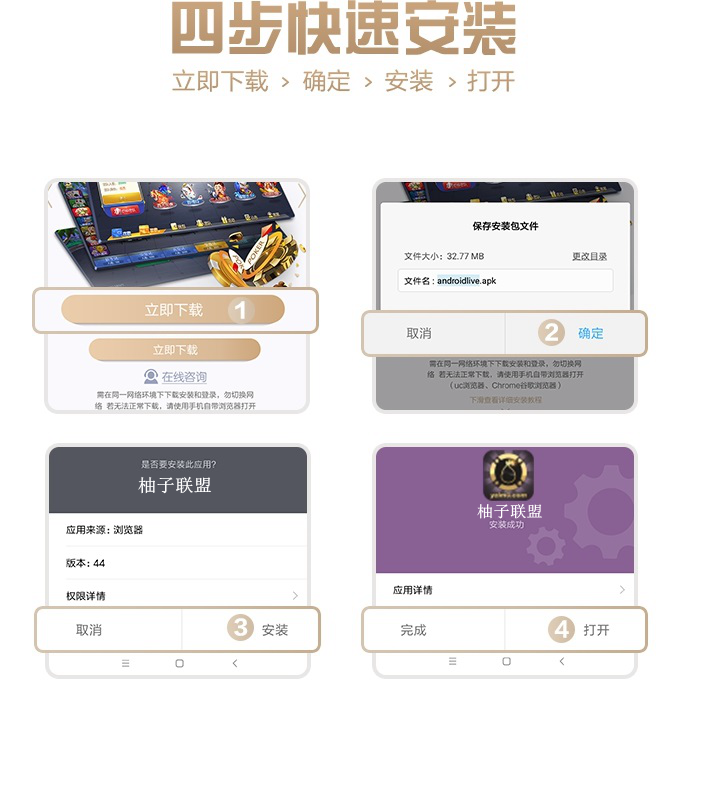 四步快速安装
立即下载 › 确定 › 安装 › 打开
POKER
立即下载 1
立即下载
在线咨询
需在同一网络环境下下载安装和登录，勿切换网
络 若无法正常下载，请使用手机自带浏览器打开
保存安装包文件
文件大小：32.77 MB 更改目录
文件名：androidlive.apk
取消 2 确定
需在同一网络环境下下载安装和登录，勿切换网
络 若无法正常下载，请使用手机自带浏览器打开
（uc浏览器、Chrome谷歌浏览器）
下滑查看详细安装教程
是否要安装此应用?
柚子联盟
应用来源：浏览器
版本：44
权限详情
取消 3 安装
柚子联盟
安装成功
应用详情
完成 4 打开